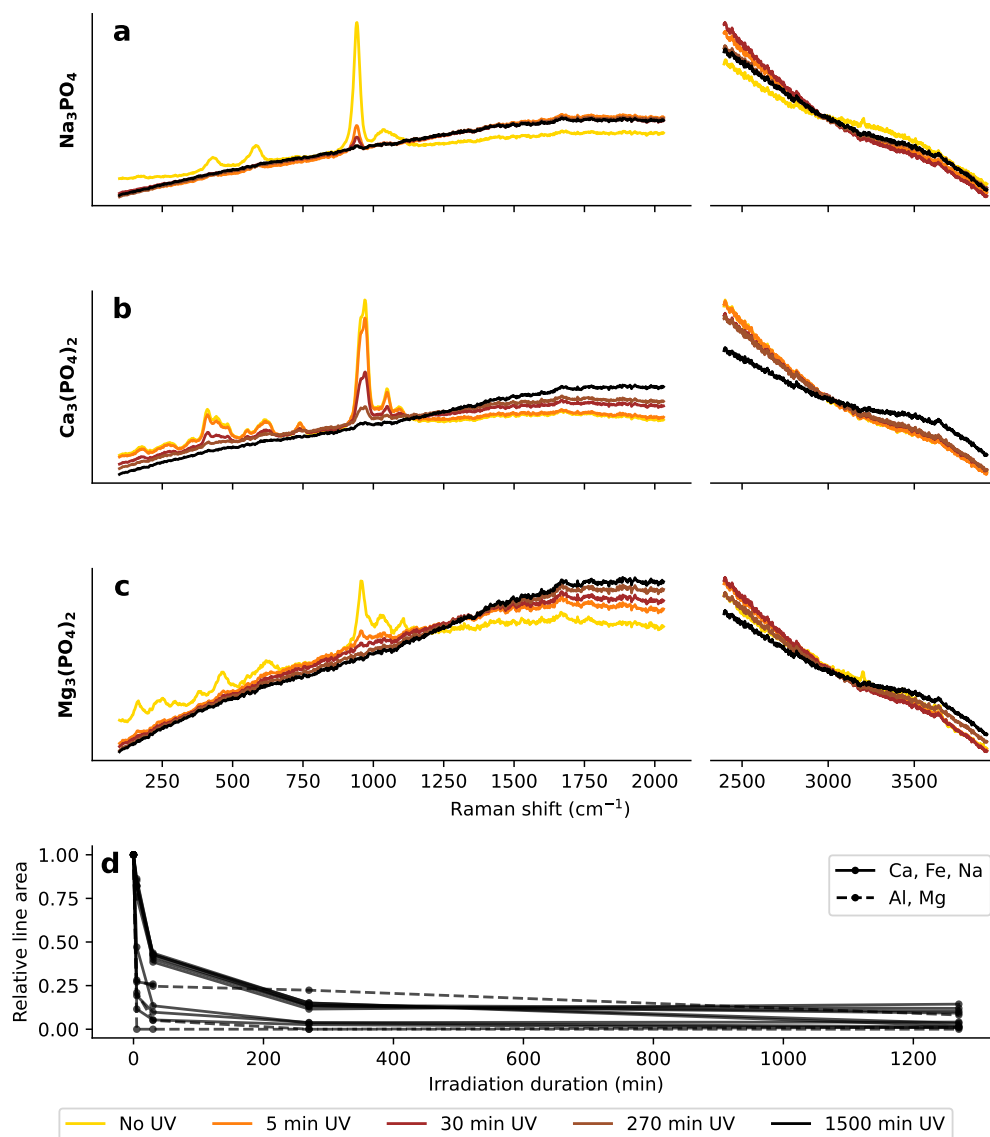 a
Na₃PO₄
b
Ca₃(PO₄)₂
c
Mg₃(PO₄)₂
250 500 750 1000 1250 1500 1750 2000 2500 3000 3500
Raman shift (cm⁻¹)
d
Relative line area
1.00
0.75
0.50
0.25
0.00
Ca, Fe, Na
Al, Mg
0 200 400 600 800 1000 1200
Irradiation duration (min)
No UV 5 min UV 30 min UV 270 min UV 1500 min UV